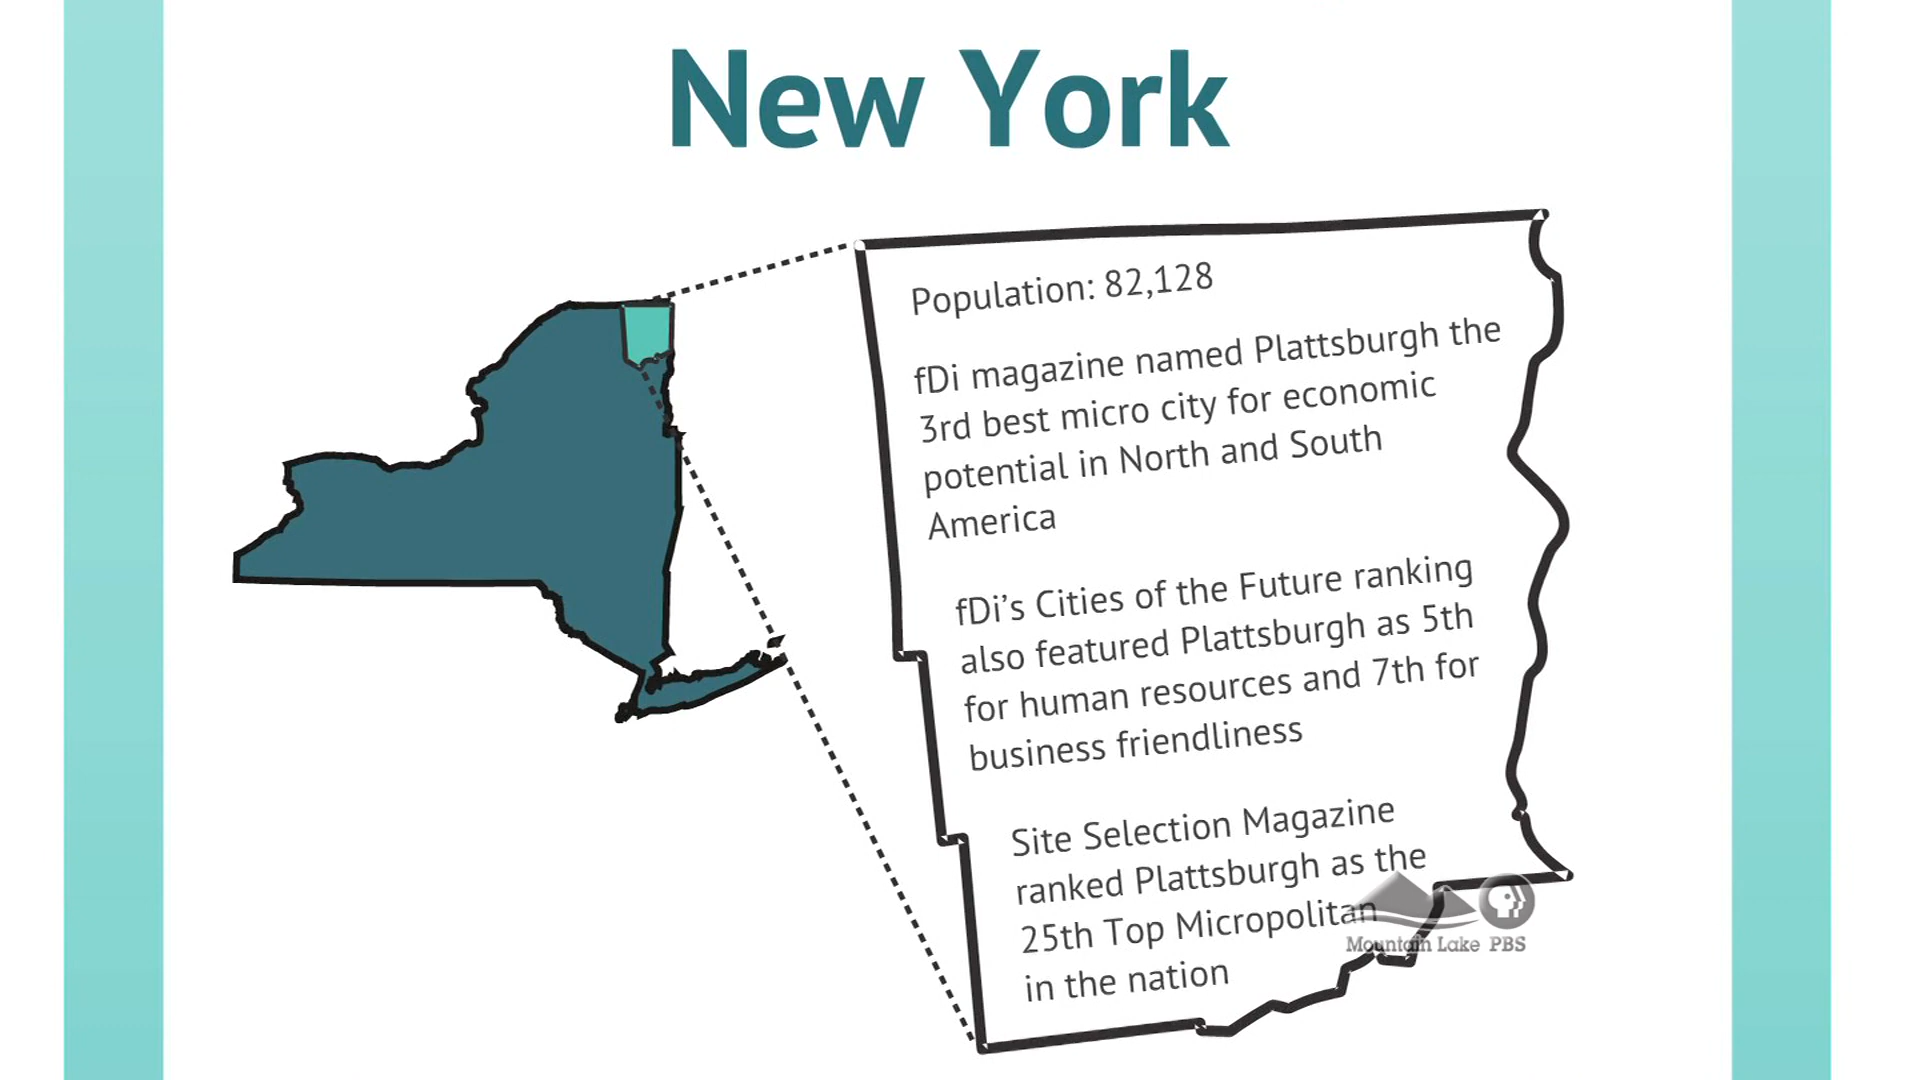 New York
Population: 82,128
fDi magazine named Plattsburgh the
3rd best micro city for economic
potential in North and South
America
fDi’s Cities of the Future ranking
also featured Plattsburgh as 5th
for human resources and 7th for
business friendliness
Site Selection Magazine
ranked Plattsburgh as the
25th Top Micropolitan
in the nation
Mountain Lake PBS